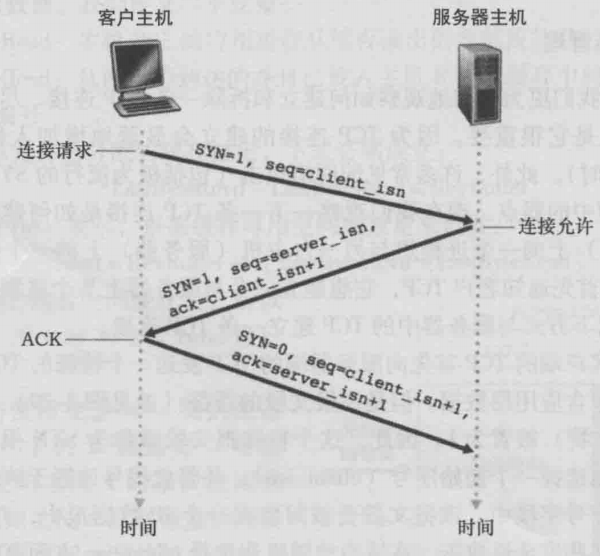 客户主机
服务器主机
连接请求
SYN=1, seq=client_isn
连接允许
SYN=1, seq=server_isn,
ack=client_isn+1
ACK
SYN=0, seq=client_isn+1,
ack=server_isn+1
时间
时间